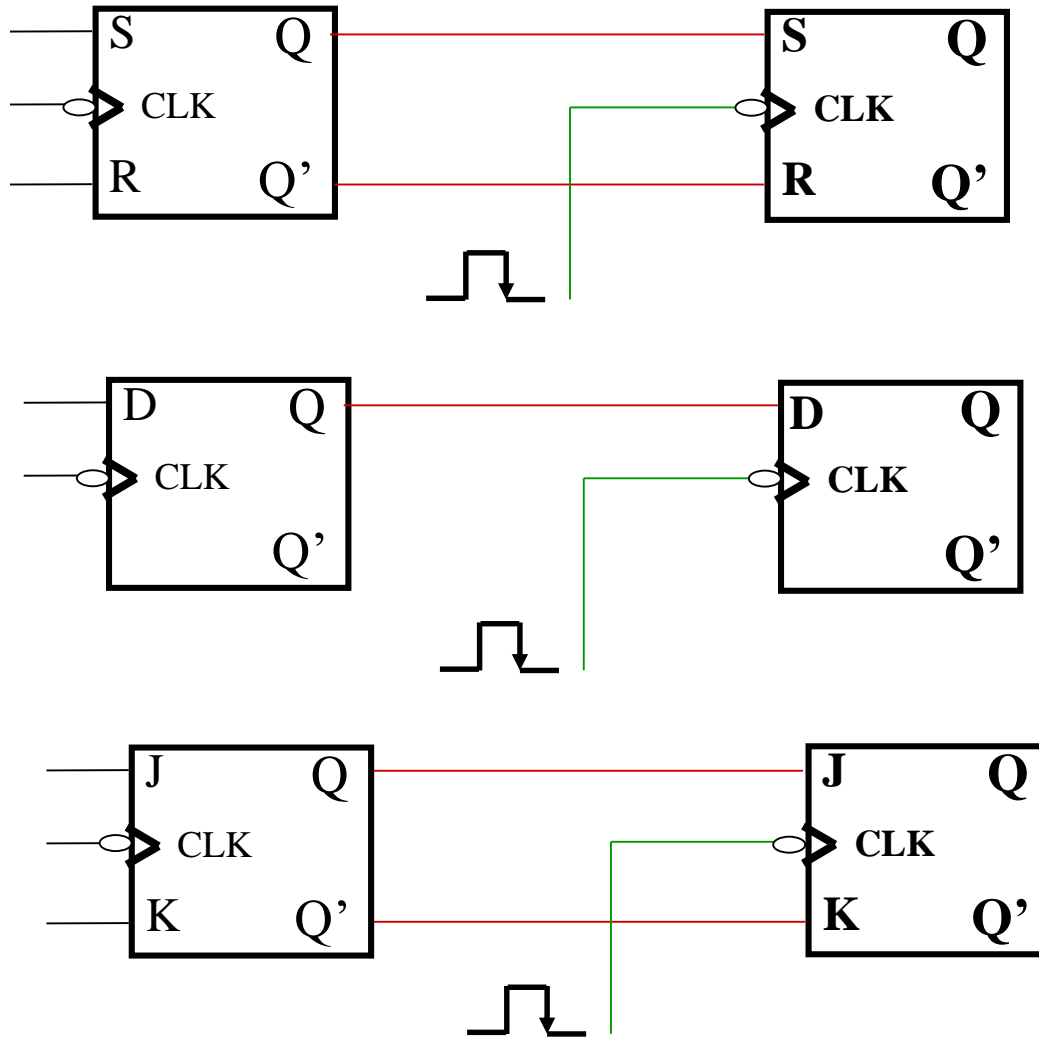 S Q S Q
CLK CLK
R Q’ R Q’
D Q D Q
CLK CLK
Q’ Q’
J Q J Q
CLK CLK
K Q’ K Q’